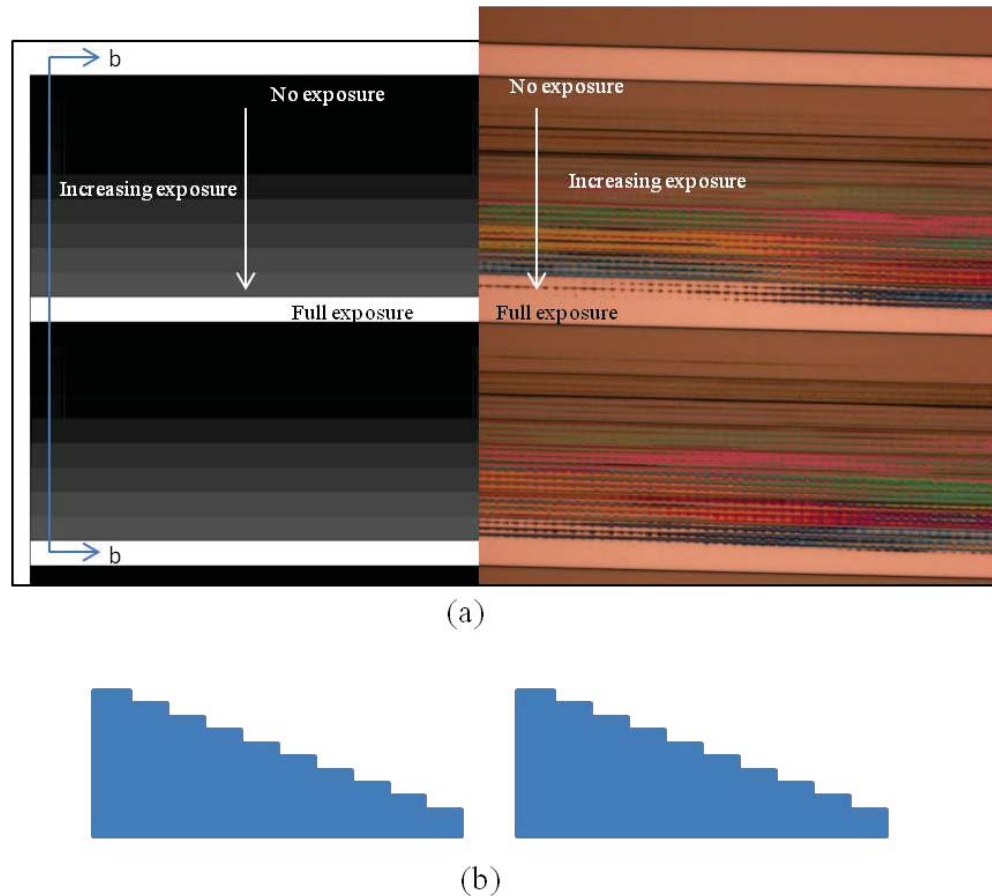 b
No exposure
No exposure
Increasing exposure
Increasing exposure
Full exposure
Full exposure
b
(a)
(b)